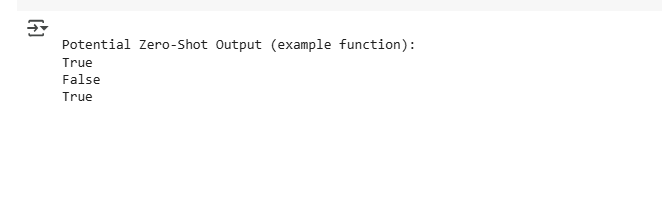 Potential Zero-Shot Output (example function):
True
False
True